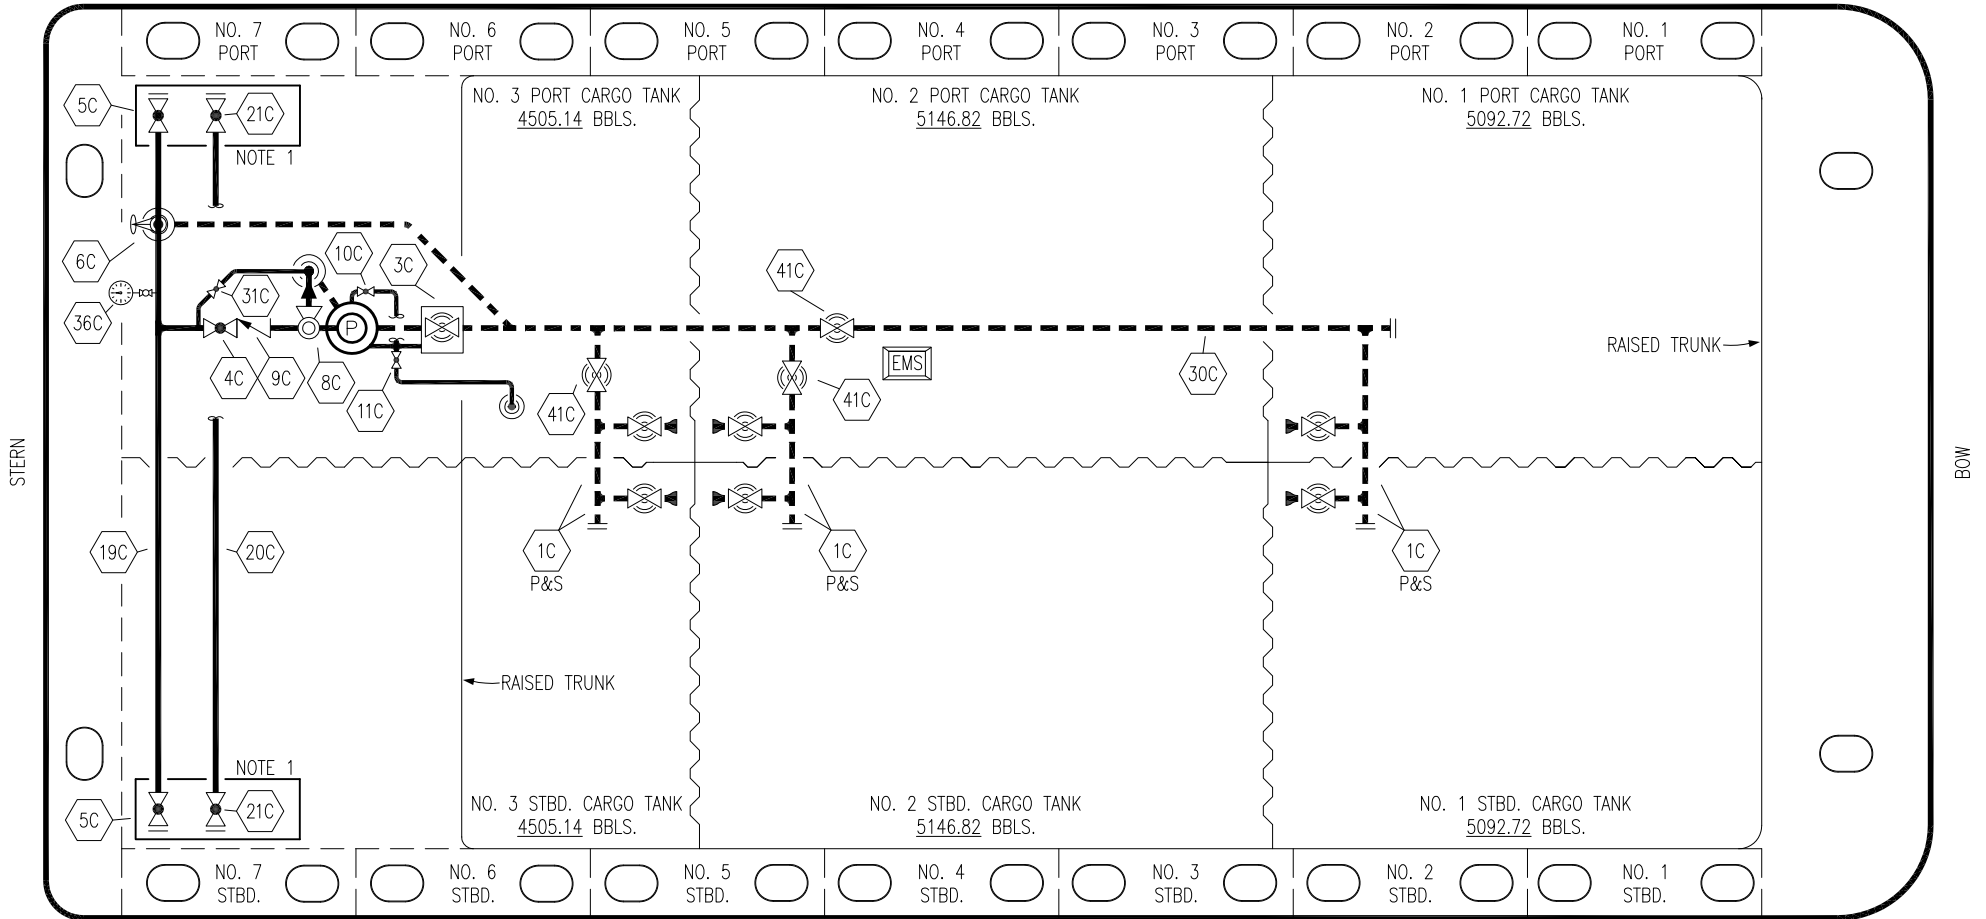 NO. 7
PORT
NO. 6
PORT
NO. 5
PORT
NO. 4
PORT
NO. 3
PORT
NO. 2
PORT
NO. 1
PORT
5C
21C
NOTE 1
NO. 3 PORT CARGO TANK
4505.14 BBLS.
NO. 2 PORT CARGO TANK
5146.82 BBLS.
NO. 1 PORT CARGO TANK
5092.72 BBLS.
6C
10C
3C
41C
31C
36C
P
RAISED TRUNK
EMS
4C
9C
8C
11C
41C
41C
30C
STERN
BOW
19C
20C
1C
P&S
1C
P&S
1C
P&S
RAISED TRUNK
NOTE 1
5C
21C
NO. 3 STBD. CARGO TANK
4505.14 BBLS.
NO. 2 STBD. CARGO TANK
5146.82 BBLS.
NO. 1 STBD. CARGO TANK
5092.72 BBLS.
NO. 7
STBD.
NO. 6
STBD.
NO. 5
STBD.
NO. 4
STBD.
NO. 3
STBD.
NO. 2
STBD.
NO. 1
STBD.